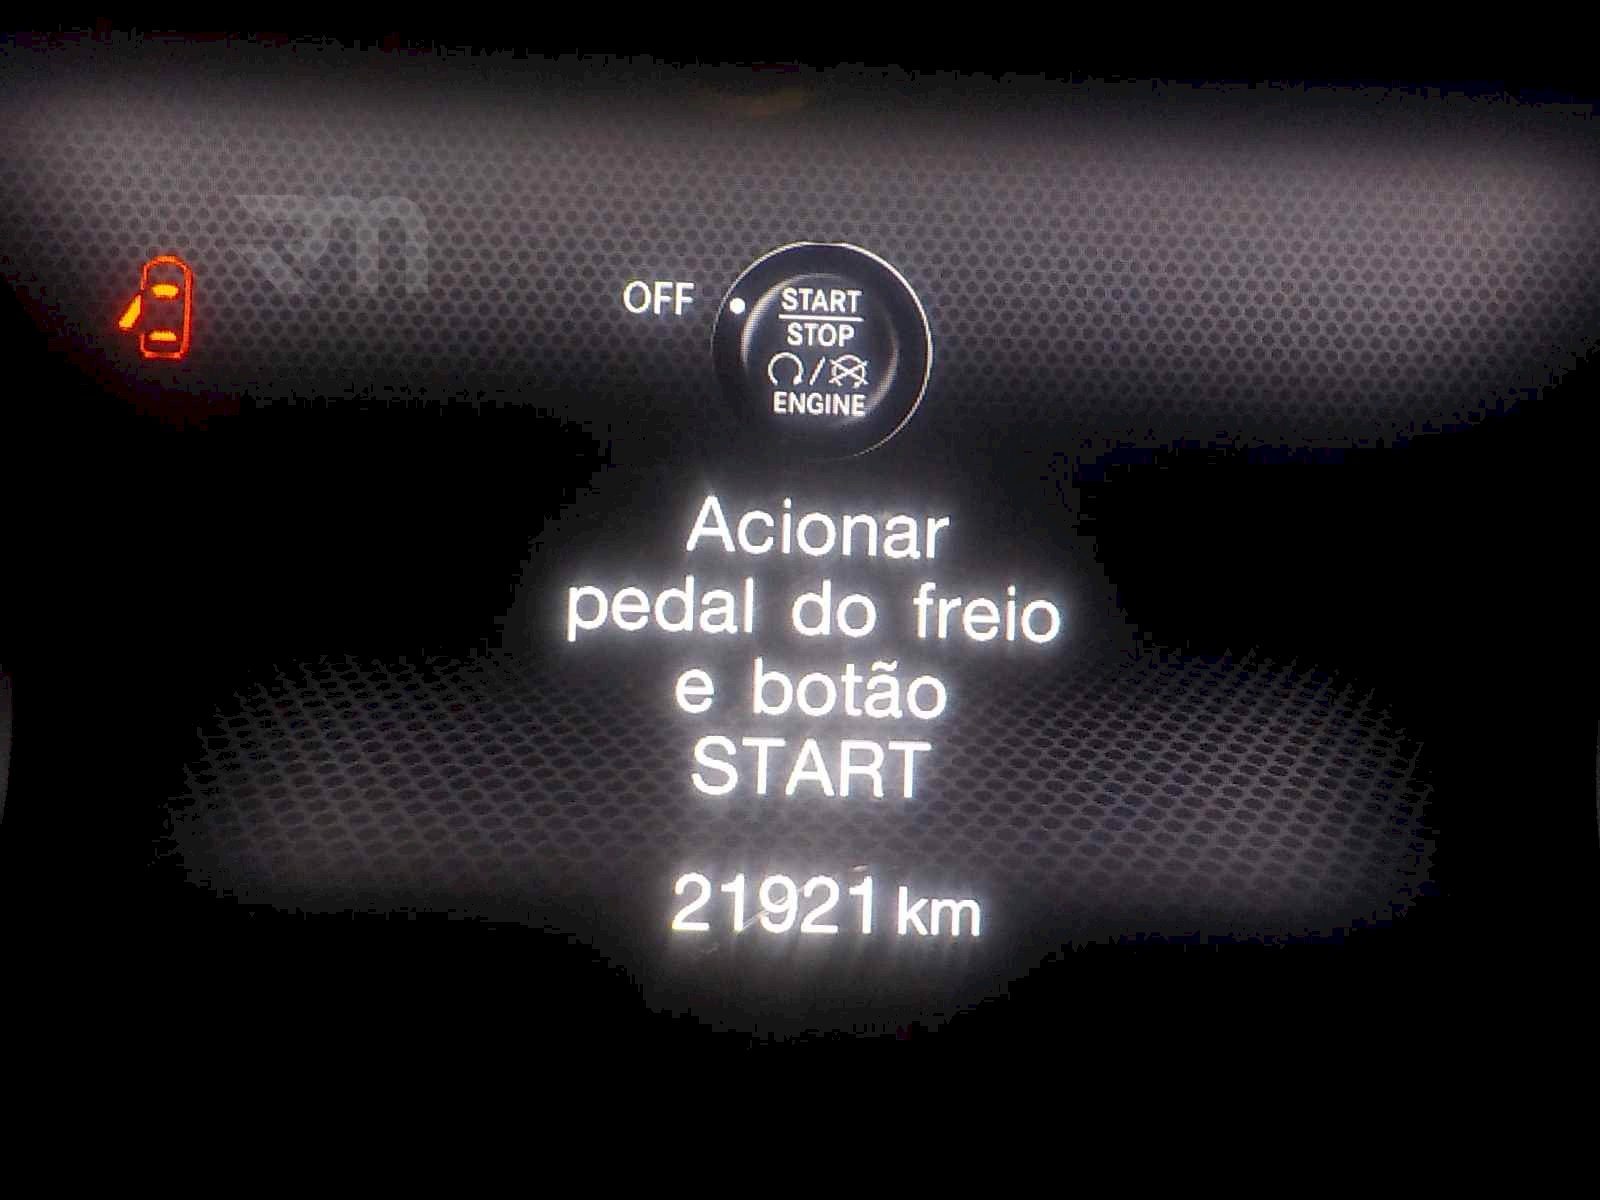 OFF
START
STOP
ENGINE
Acionar
pedal do freio
e botão
START
21921 km